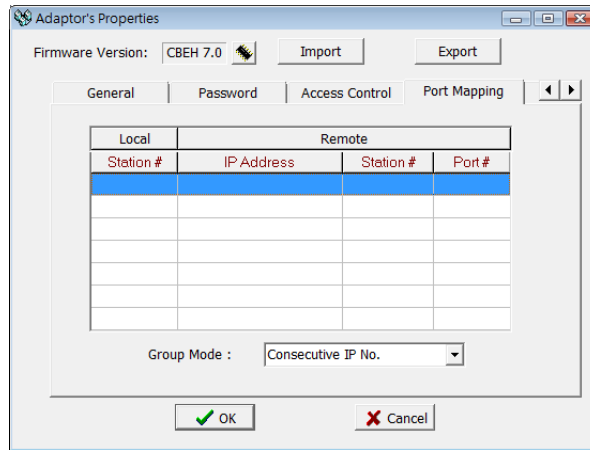 Adaptor's Properties
Firmware Version: CBEH 7.0 Import Export
General Password Access Control Port Mapping
Local Remote
Station # IP Address Station # Port #
Group Mode : Consecutive IP No.
OK Cancel